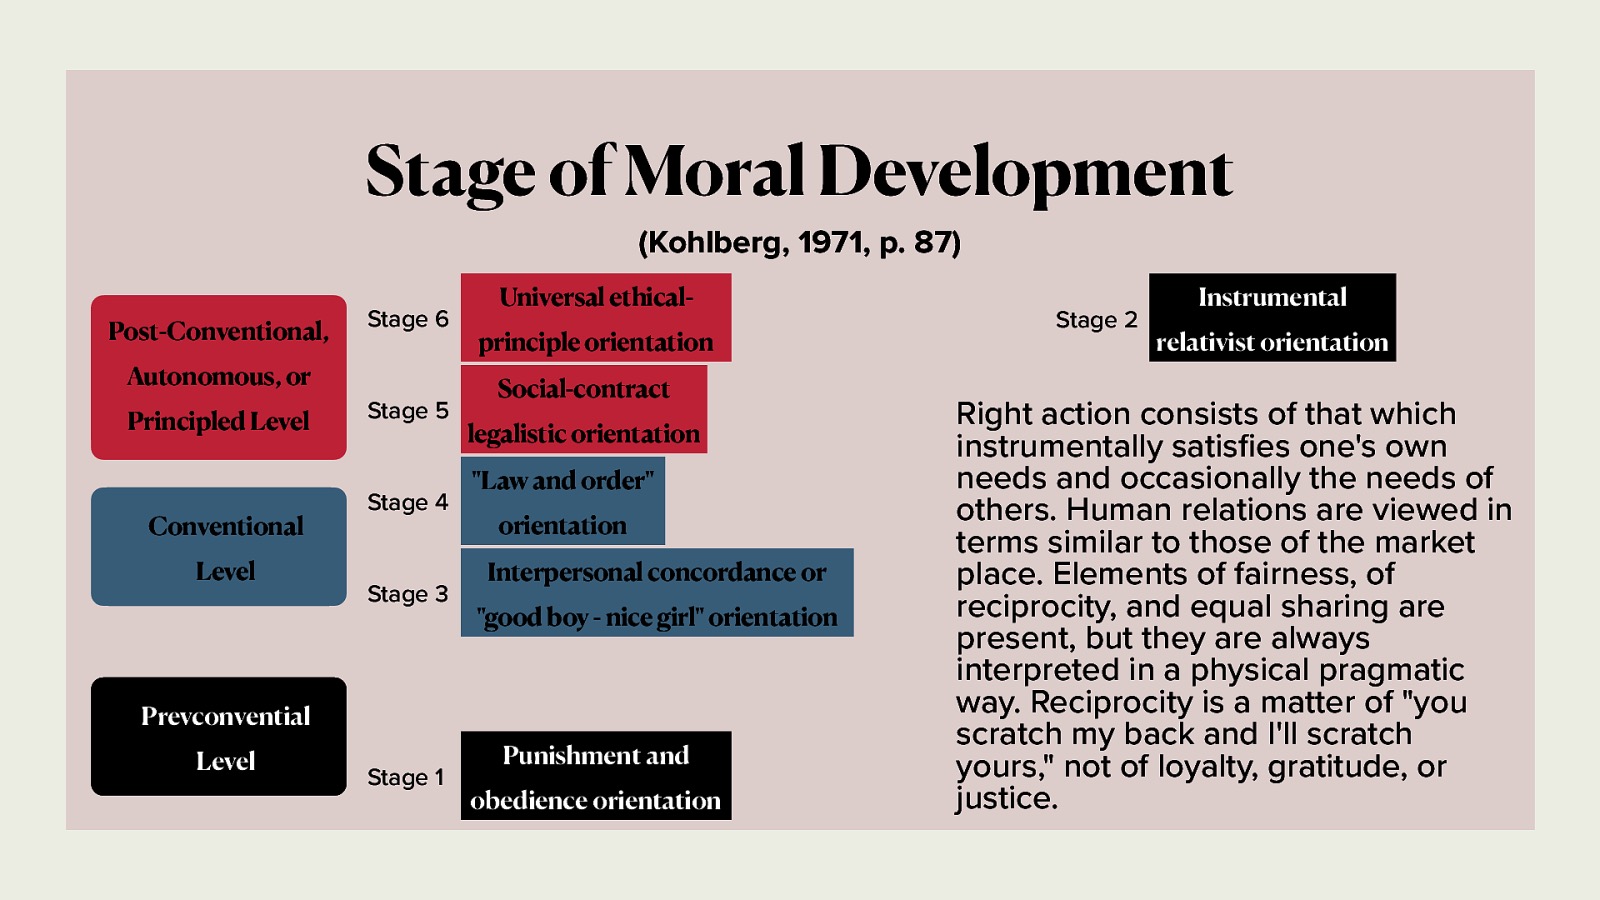 Stage of Moral Development
(Kohlberg, 1971, p. 87)
Post-Conventional,
Autonomous, or
Principled Level
Conventional
Level
Prevconvential
Level
Stage 6
Universal ethical-
principle orientation
Stage 5
Social-contract
legalistic orientation
Stage 4
"Law and order"
orientation
Stage 3
Interpersonal concordance or
"good boy - nice girl" orientation
Stage 1
Punishment and
obedience orientation
Stage 2
Instrumental
relativist orientation
Right action consists of that which
instrumentally satisfies one's own
needs and occasionally the needs of
others. Human relations are viewed in
terms similar to those of the market
place. Elements of fairness, of
reciprocity, and equal sharing are
present, but they are always
interpreted in a physical pragmatic
way. Reciprocity is a matter of "you
scratch my back and I'll scratch
yours," not of loyalty, gratitude, or
justice.